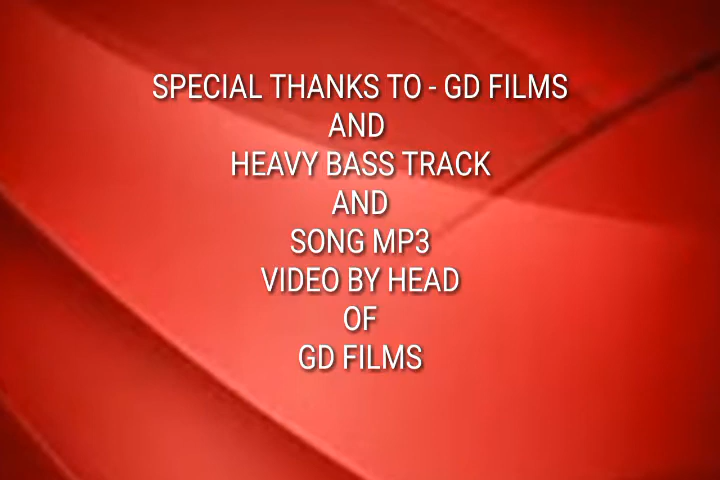 SPECIAL THANKS TO - GD FILMS
AND
HEAVY BASS TRACK
AND
SONG MP3
VIDEO BY HEAD
OF
GD FILMS